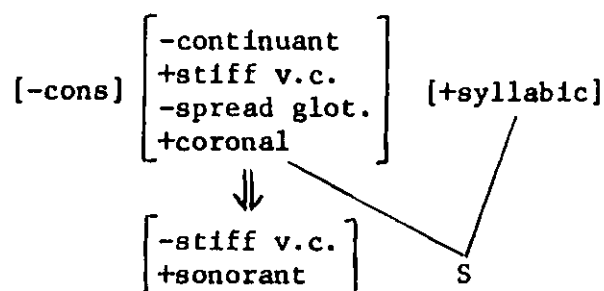 -continuant
+stiff v.c.
[-cons] [+syllabic]
-spread glot.
+coronal
⇓
-stiff v.c.
+sonorant S